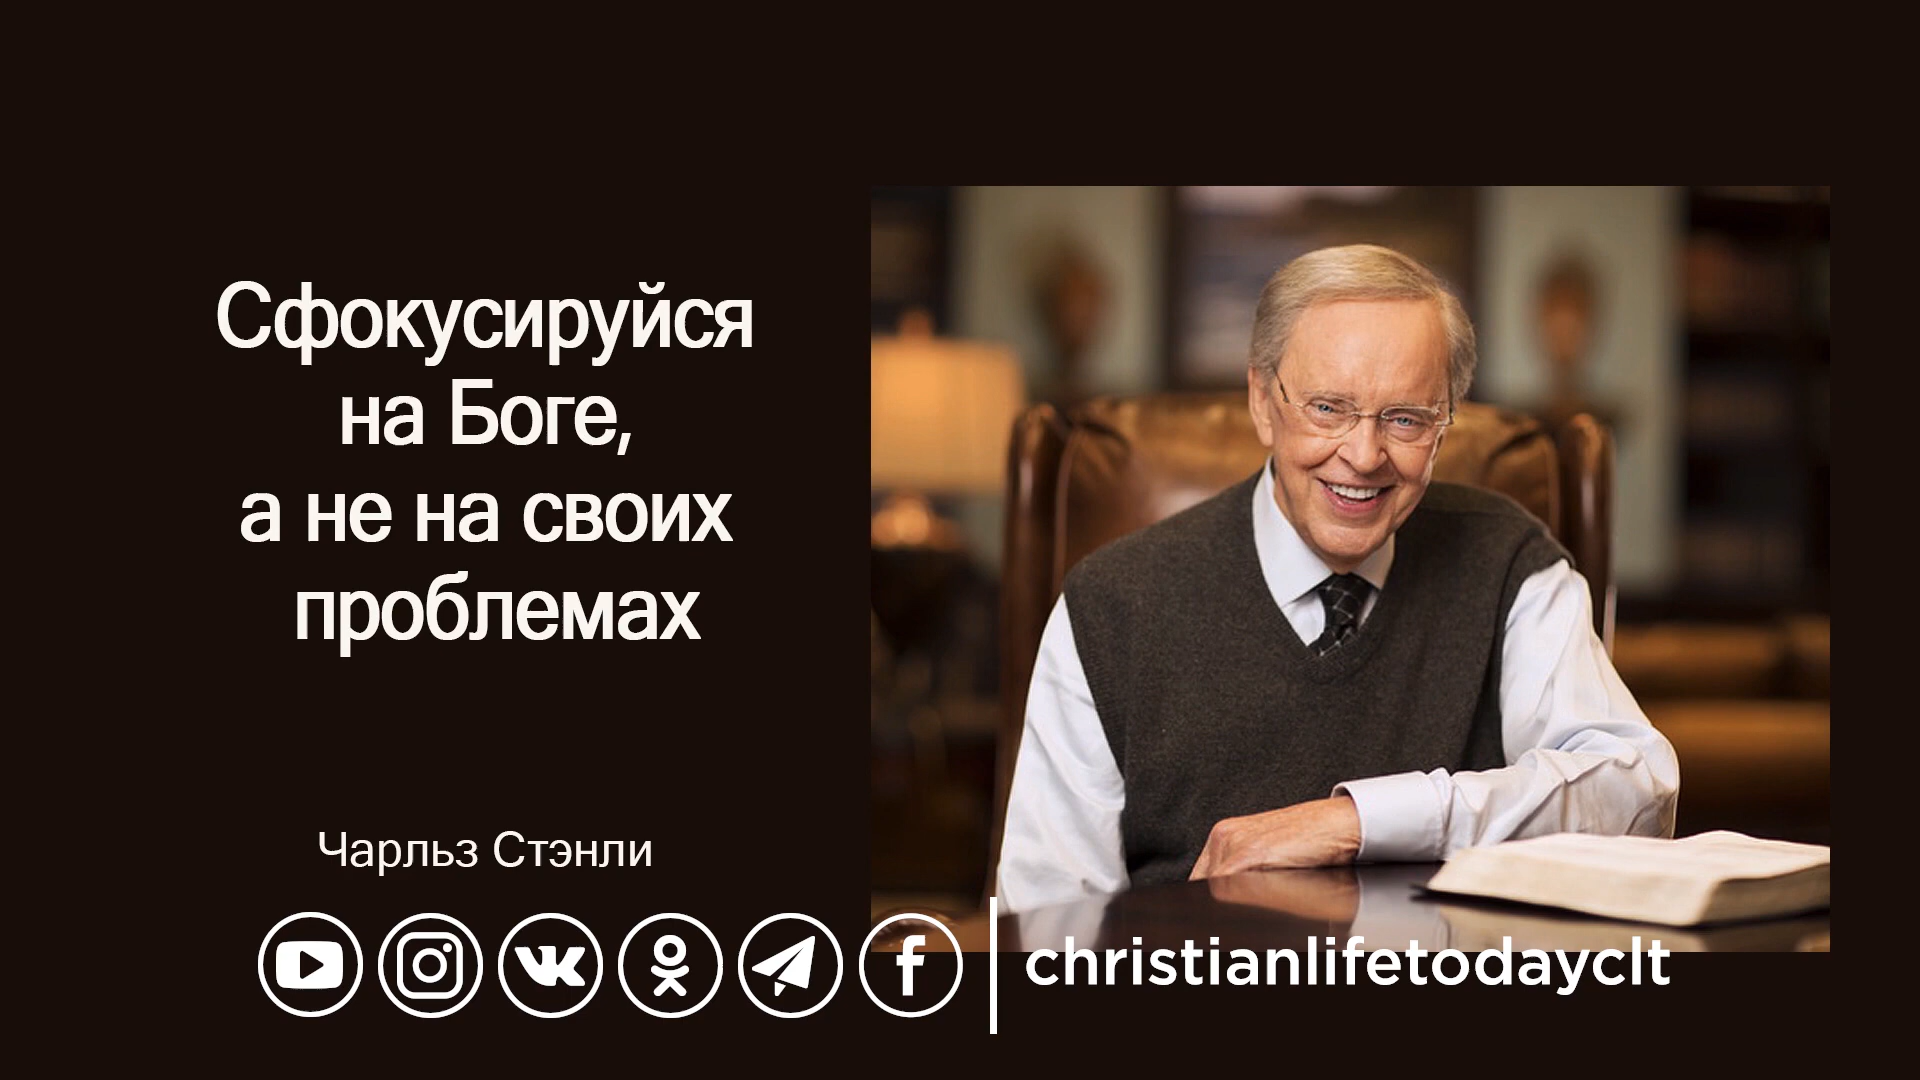 Сфокусируйся
на Боге,
а не на своих
проблемах
Чарльз Стэнли
christianlifetodayclt